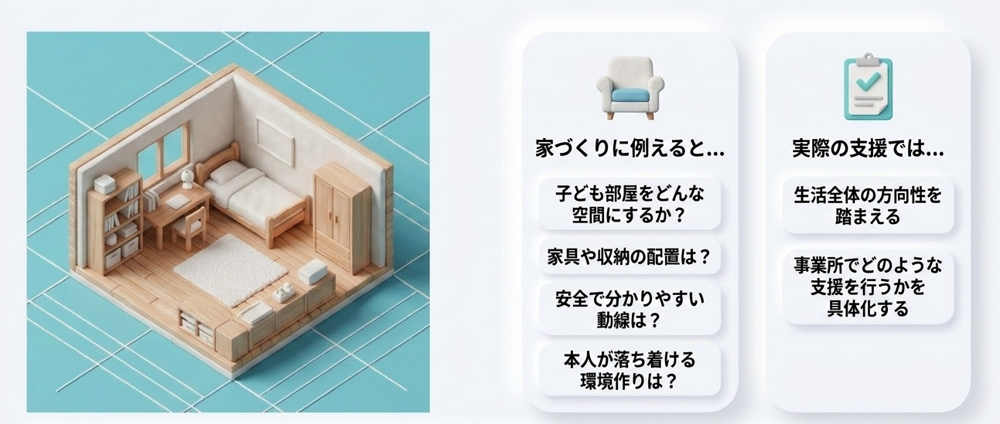 家づくりに例えると…
子ども部屋をどんな
空間にするか？
家具や収納の配置は？
安全で分かりやすい
動線は？
本人が落ち着ける
環境作りは？
実際の支援では…
生活全体の方向性を
踏まえる
事業所でどのような
支援を行うかを
具体化する